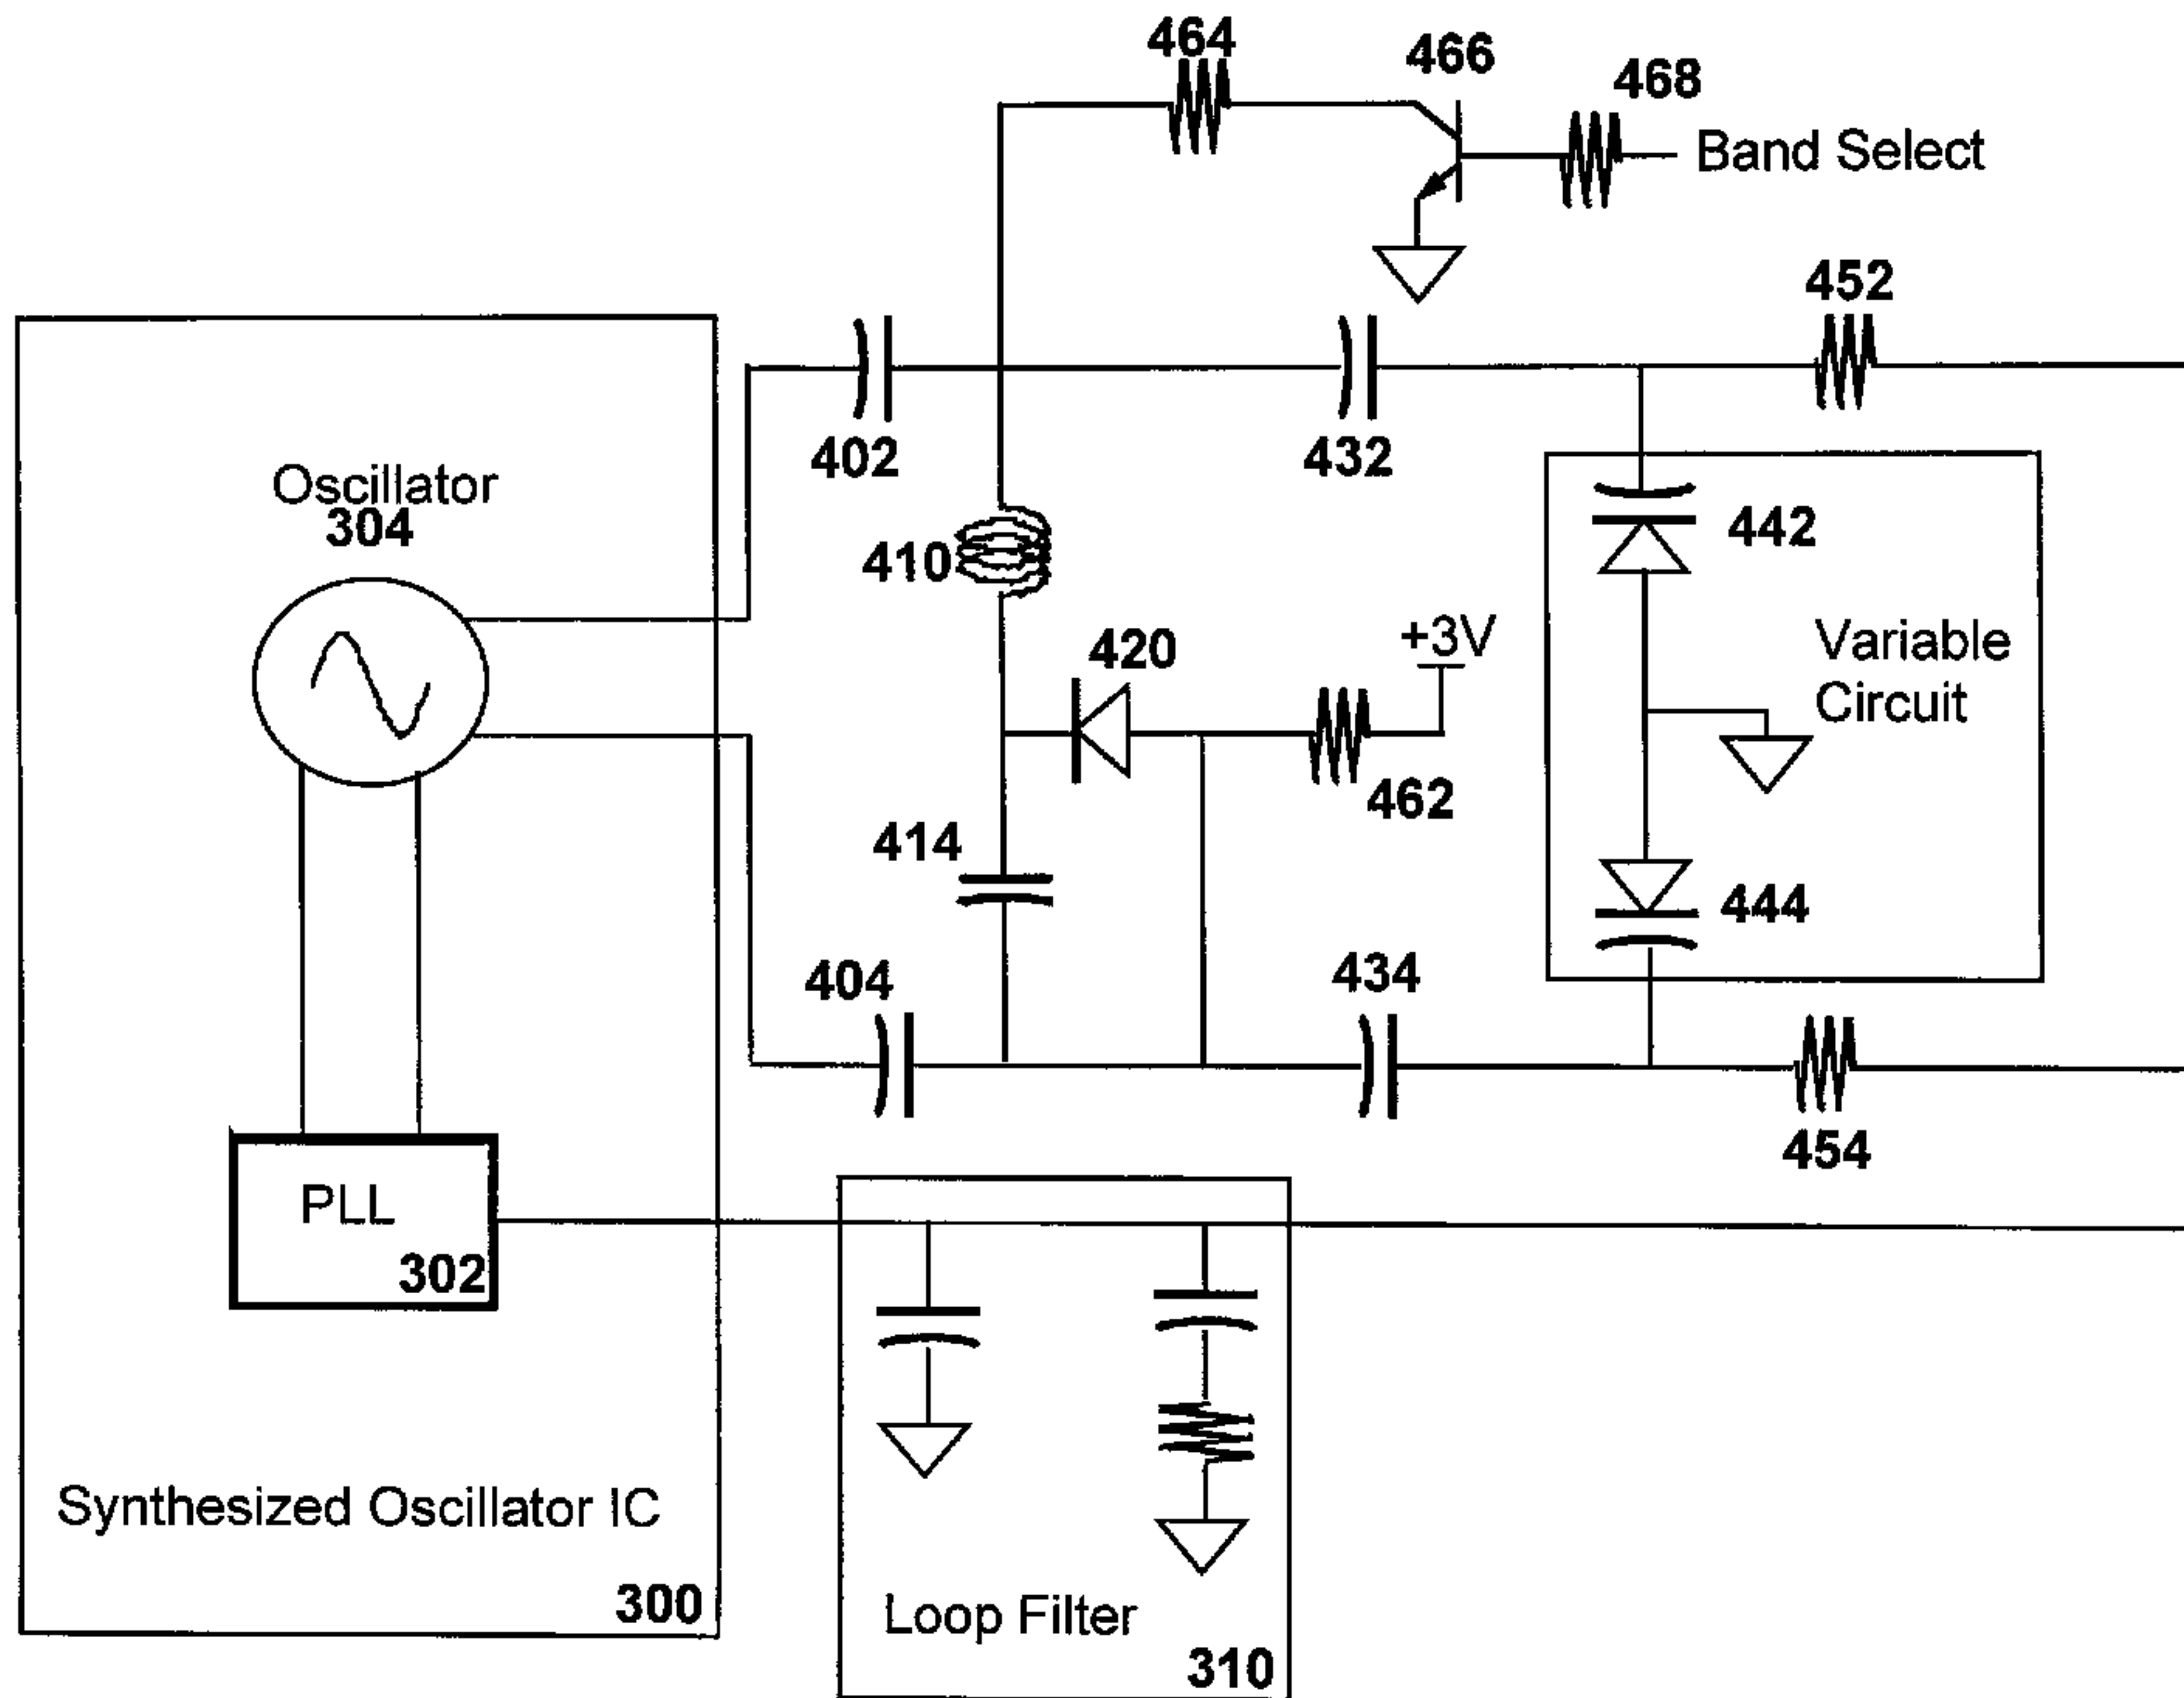 464
466
468
Band Select
452
402
432
Oscillator
304
410
442
420
+3V
Variable
Circuit
462
414
444
404
434
454
PLL
302
Synthesized Oscillator IC
300
Loop Filter
310